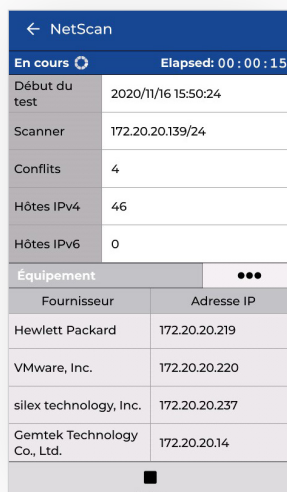 NetScan
En cours
Elapsed: 00:00:15
Début du
test
2020/11/16 15:50:24
Scanner
172.20.20.139/24
Conflits
4
Hôtes IPv4
46
Hôtes IPv6
0
Équipement
Fournisseur
Adresse IP
Hewlett Packard
172.20.20.219
VMware, Inc.
172.20.20.220
silex technology, Inc.
172.20.20.237
Gemtek Technology
Co., Ltd.
172.20.20.14